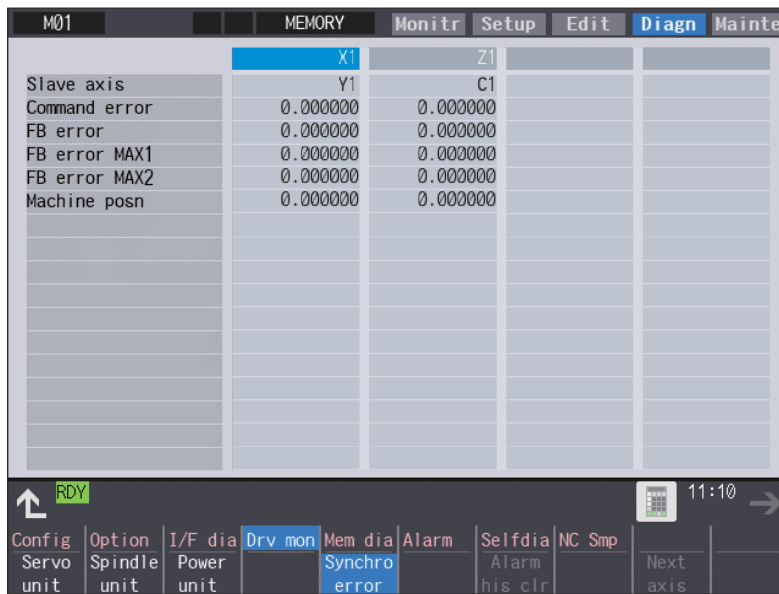 M01 MEMORY Monitr Setup Edit Diagn Mainte
X1 Z1
Slave axis Y1 C1
Command error 0.000000 0.000000
FB error 0.000000 0.000000
FB error MAX1 0.000000 0.000000
FB error MAX2 0.000000 0.000000
Machine posn 0.000000 0.000000
RDY 11:10
Config Option I/F dia Drv mon Mem dia Alarm Selfdia NC Smp
Servo Spindle Power Synchro Alarm Next
unit unit unit error his clr axis